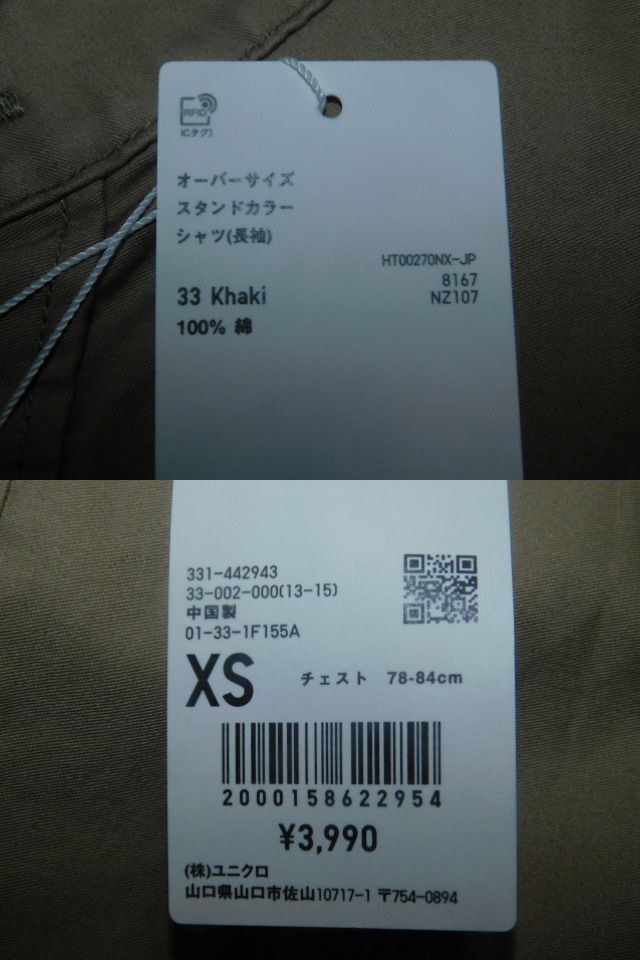 RFID
ICタグ)
オーバーサイズ
スタンドカラー
シャツ(長袖)
HT00270NX-JP
8167
NZ107
33 Khaki
100% 綿
331-442943
33-002-000(13-15)
中国製
01-33-1F155A
XS チェスト 78-84cm
2000158622954
¥3,990
(株)ユニクロ
山口県山口市佐山10717-1 〒754-0894